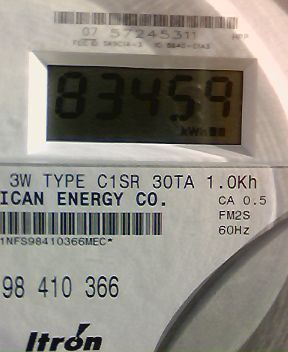 07 57245311
83459
kWh
3W TYPE C1SR 30TA 1.0Kh
ICAN ENERGY CO.
CA 0.5
FM2S
60Hz
1NFS98410366MEC*
98 410 366
Itrón